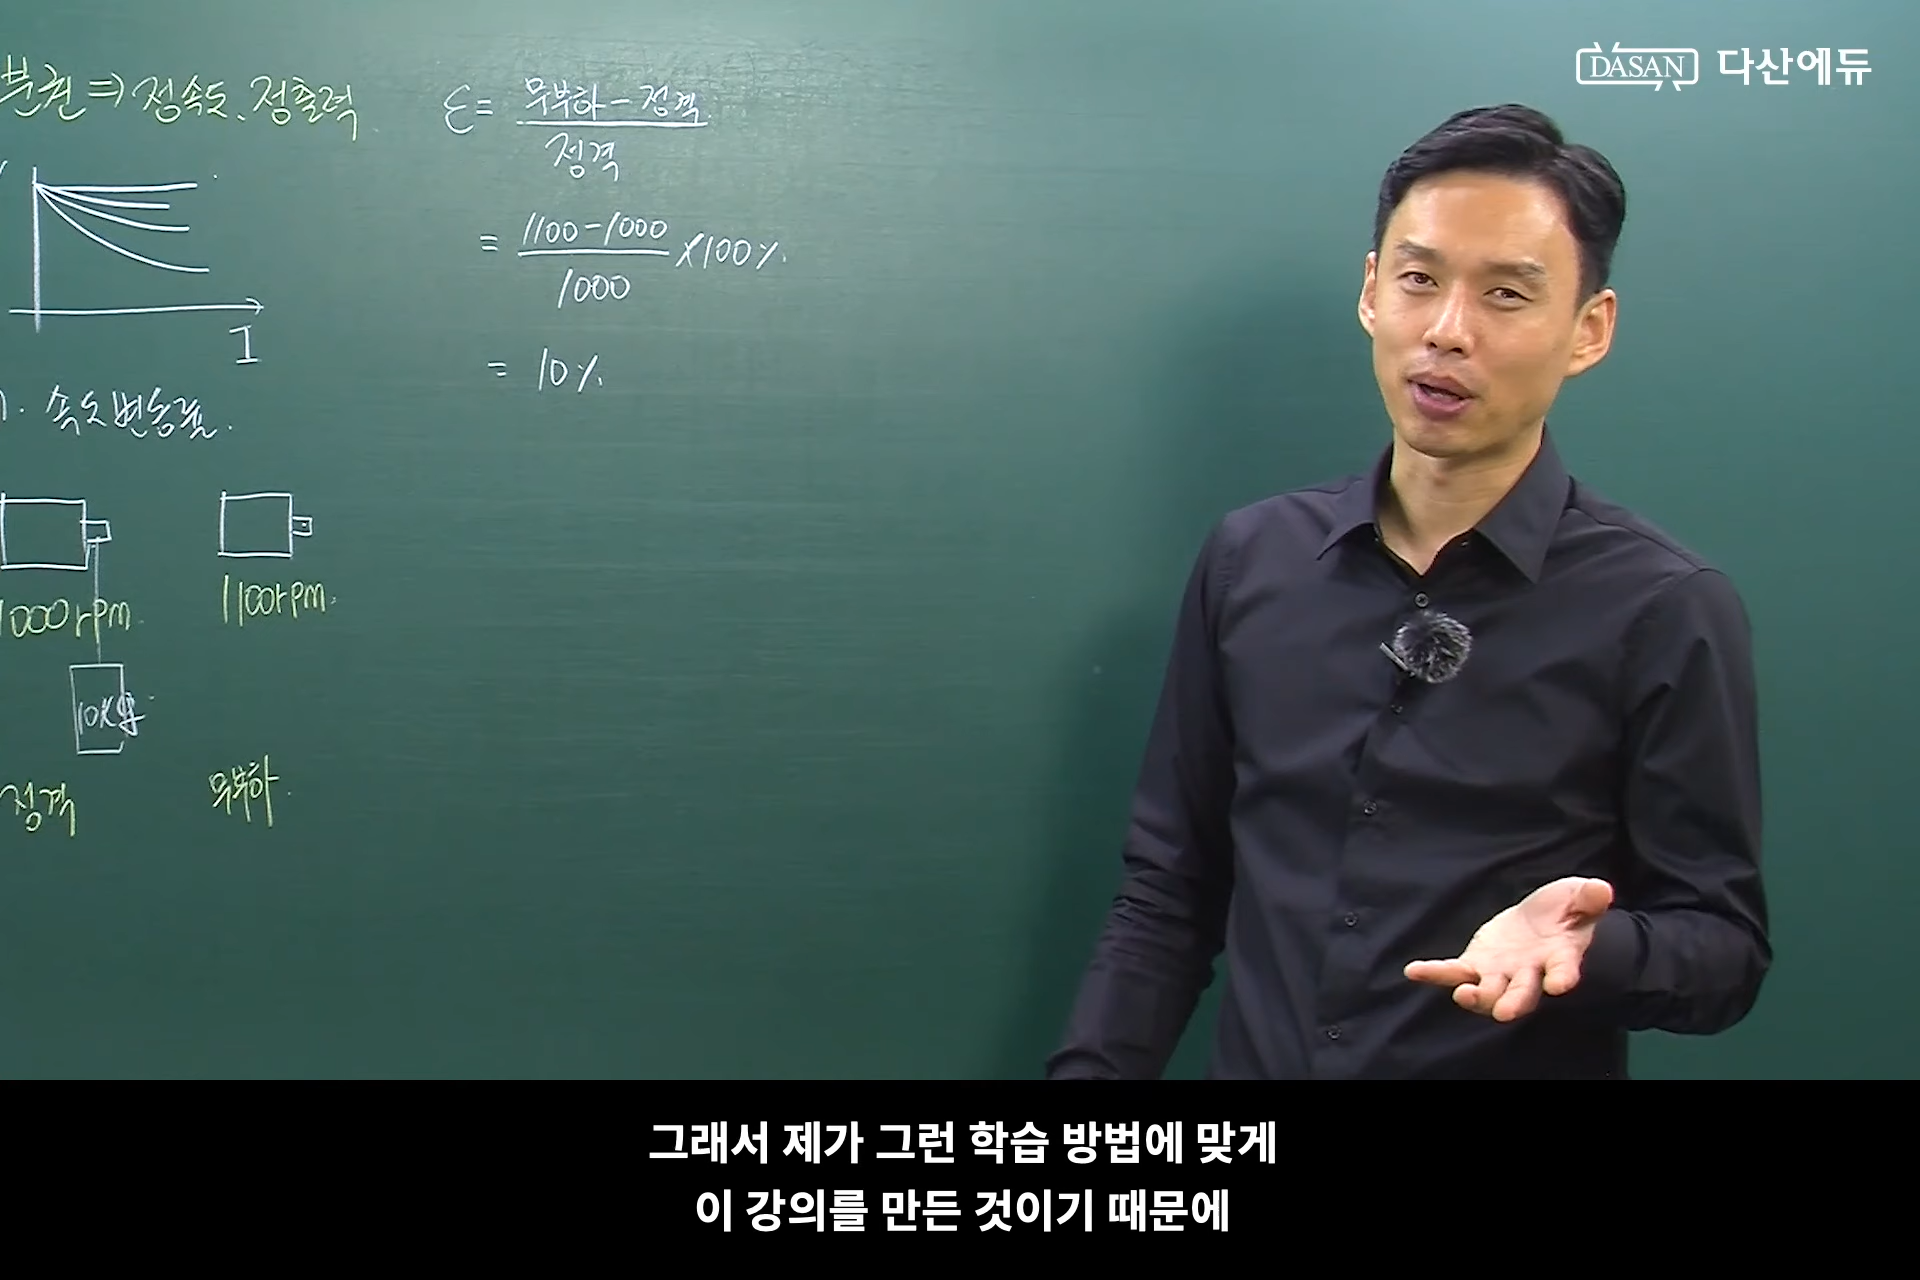 DASAN 다산에듀
분권 ⇒ 정속도, 정출력.
ε = 무부하 - 정격
정격
= 1100 - 1000
1000
×100%.
= 10%.
I
속도변동률.
1000rpm.
1100rpm.
10kg
정격
무부하.
그래서 제가 그런 학습 방법에 맞게
이 강의를 만든 것이기 때문에